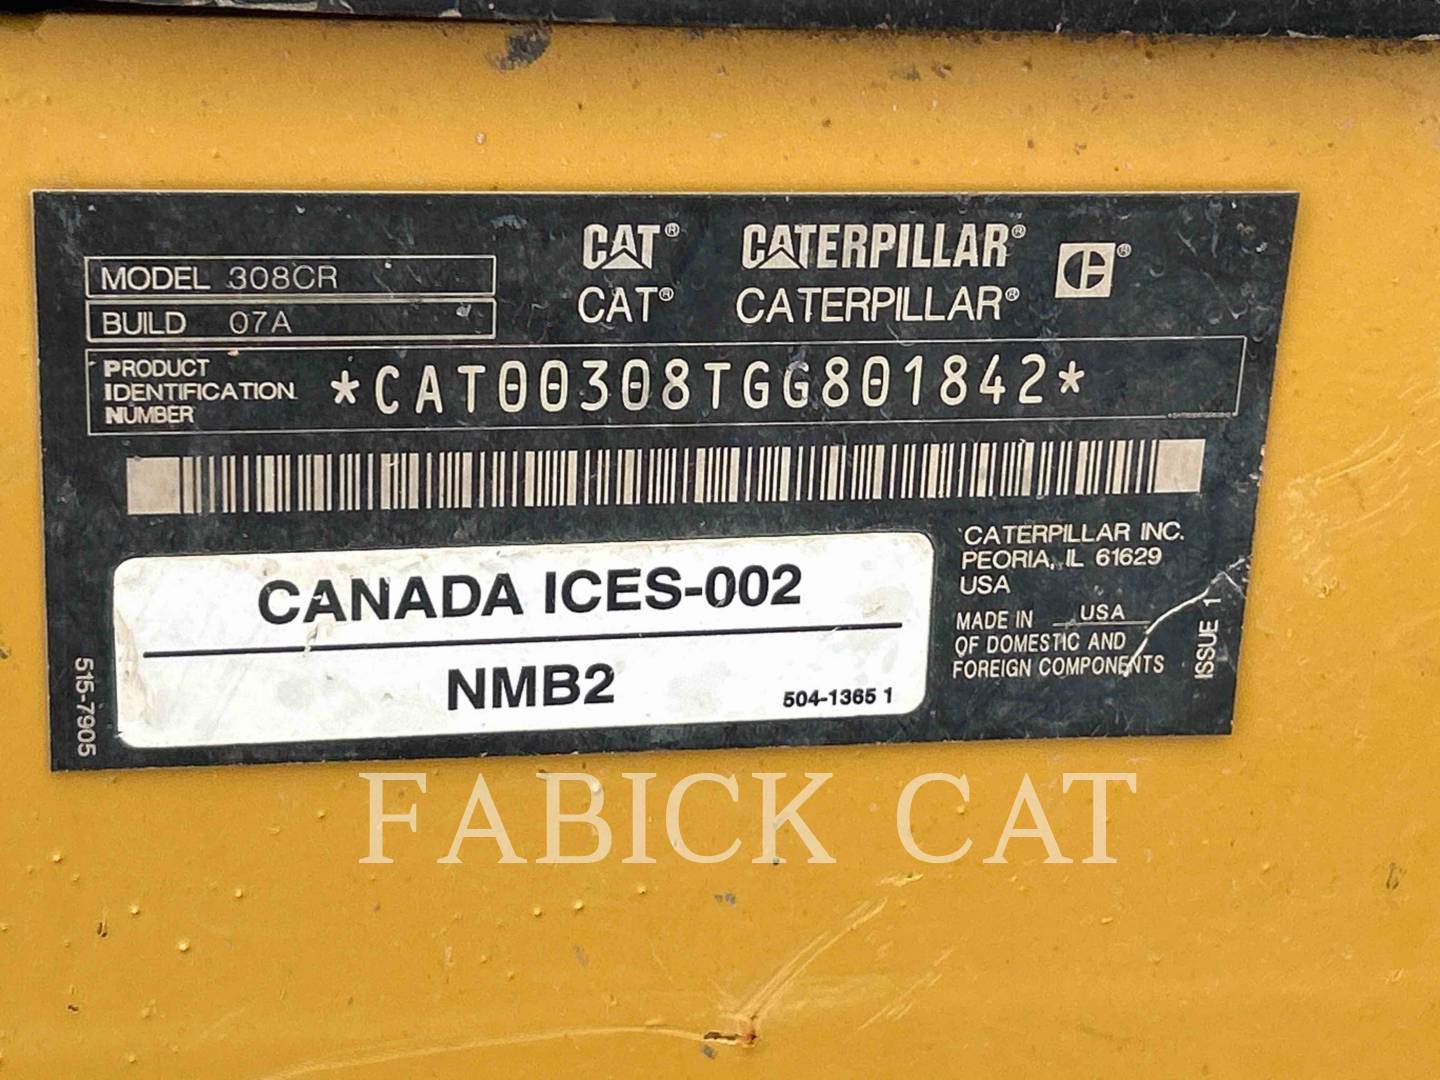 CAT® CATERPILLAR® C®
CAT® CATERPILLAR®
MODEL 308CR
BUILD 07A
PRODUCT
IDENTIFICATION
NUMBER
*CAT00308TGG801842*
CANADA ICES-002
NMB2
504-1365 1
CATERPILLAR INC.
PEORIA, IL 61629
USA
MADE IN USA
OF DOMESTIC AND
FOREIGN COMPONENTS
ISSUE 1
515-7905
FABICK CAT